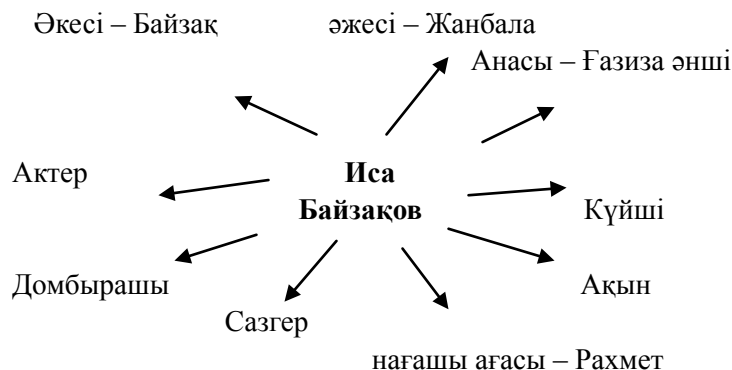 Әкесі – Байзақ әжесі – Жанбала
Анасы – Ғазиза әнші
Актер
Иса
Байзақов
Күйші
Домбырашы
Ақын
Сазгер
нағашы ағасы – Рахмет